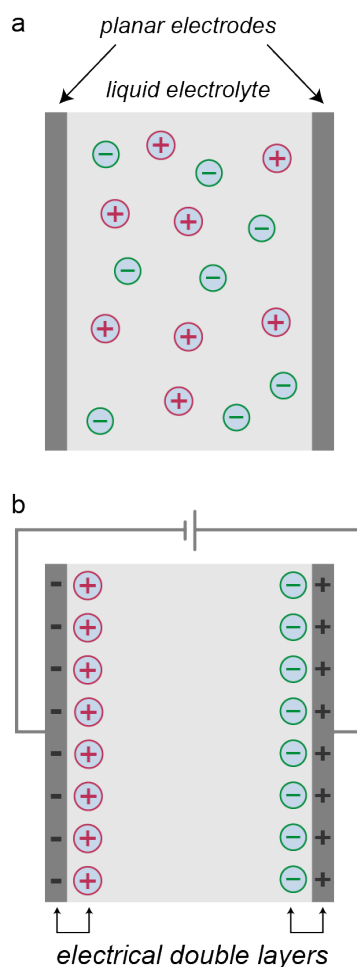 a
planar electrodes
liquid electrolyte
b
electrical double layers